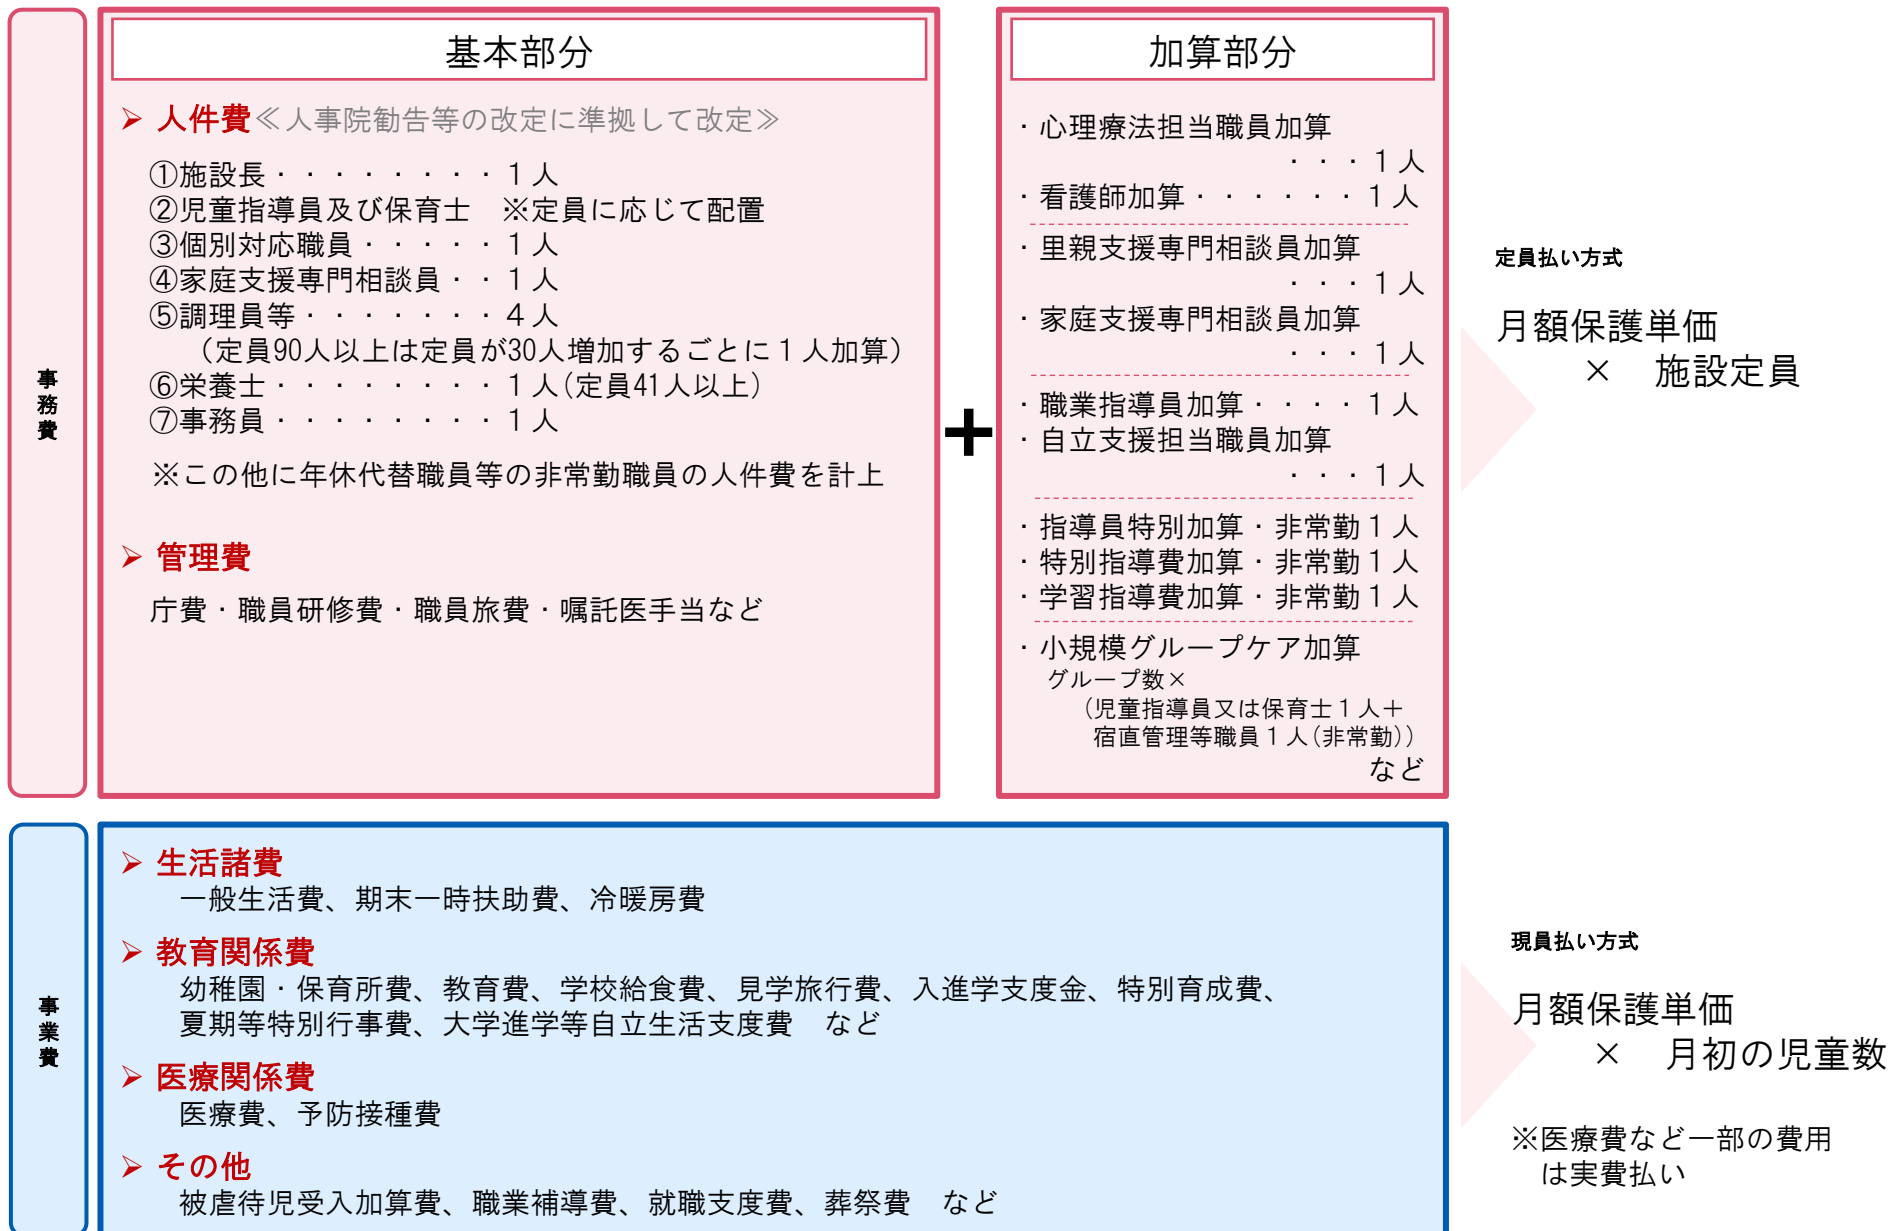 事務費
基本部分
➢ 人件費≪人事院勧告等の改定に準拠して改定≫
①施設長・・・・・・・・１人
②児童指導員及び保育士　※定員に応じて配置
③個別対応職員・・・・・１人
④家庭支援専門相談員・・１人
⑤調理員等・・・・・・・４人
（定員90人以上は定員が30人増加するごとに１人加算）
⑥栄養士・・・・・・・・１人（定員41人以上）
⑦事務員・・・・・・・・１人
※この他に年休代替職員等の非常勤職員の人件費を計上
➢ 管理費
庁費・職員研修費・職員旅費・嘱託医手当など
＋
加算部分
・心理療法担当職員加算
・・・１人
・看護師加算・・・・・・１人
・里親支援専門相談員加算
・・・１人
・家庭支援専門相談員加算
・・・１人
・職業指導員加算・・・・１人
・自立支援担当職員加算
・・・１人
・指導員特別加算・非常勤１人
・特別指導費加算・非常勤１人
・学習指導費加算・非常勤１人
・小規模グループケア加算
グループ数×
（児童指導員又は保育士１人＋
宿直管理等職員１人（非常勤））
など
定員払い方式
月額保護単価
×　施設定員
事業費
➢ 生活諸費
一般生活費、期末一時扶助費、冷暖房費
➢ 教育関係費
幼稚園・保育所費、教育費、学校給食費、見学旅行費、入進学支度金、特別育成費、
夏期等特別行事費、大学進学等自立生活支度費　など
➢ 医療関係費
医療費、予防接種費
➢ その他
被虐待児受入加算費、職業補導費、就職支度費、葬祭費　など
現員払い方式
月額保護単価
×　月初の児童数
※医療費など一部の費用
は実費払い